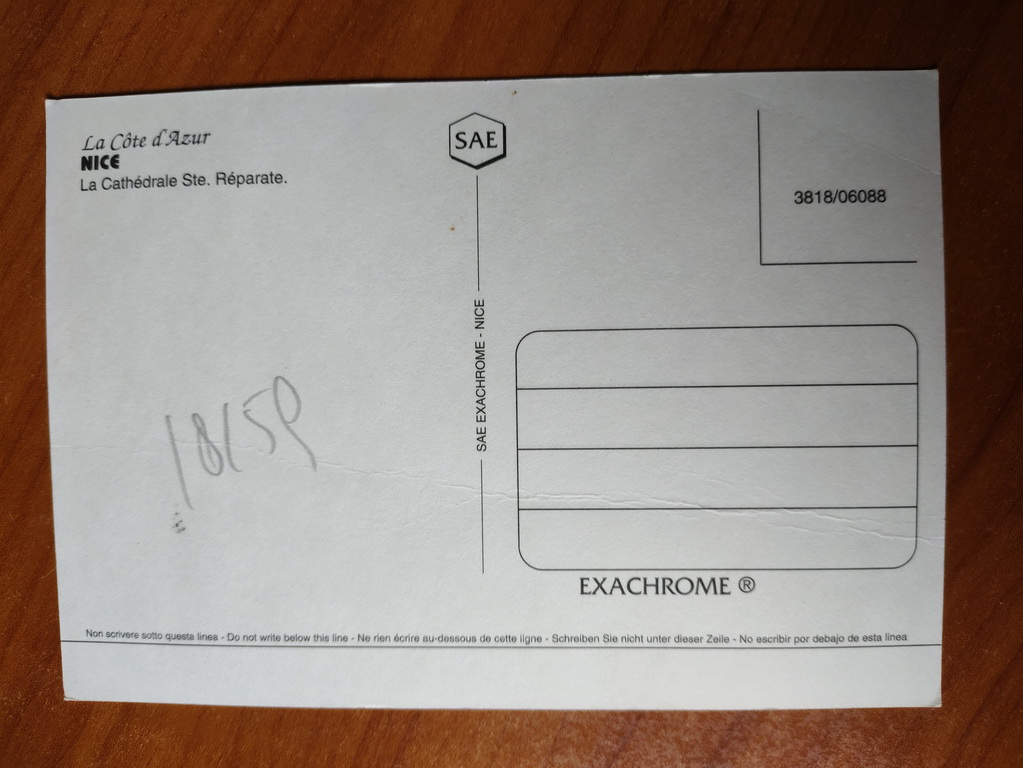 La Côte d'Azur
NICE
La Cathédrale Ste. Réparate.
SAE
3818/06088
SAE EXACHROME - NICE
18159
EXACHROME ®
Non scrivere sotto questa linea - Do not write below this line - Ne rien écrire au-dessous de cette ligne - Schreiben Sie nicht unter dieser Zeile - No escribir por debajo de esta linea